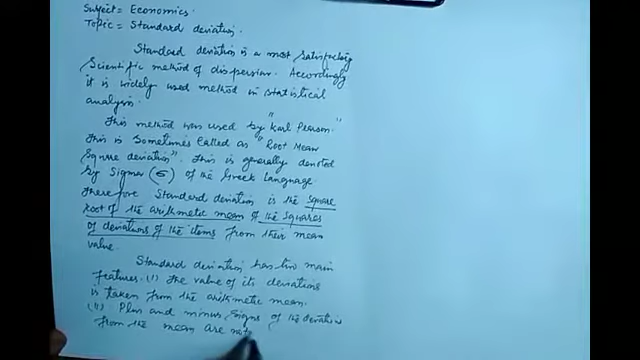 Subject = Economics.
Topic = Standard deviation.
Standard deviation is a most satisfactory
Scientific method of dispersion. Accordingly
it is widely used method in statistical
analysis.
This method was used by "Karl Pearson."
This is Sometimes Called as "Root Mean
Square deviation". This is generally denoted
by Sigma (σ) of the Greek Language.
Therefore Standard deviation is the Square
Root of the arithmetic mean of the Squares
of deviations of the items from their mean
value.
Standard deviation has two main
features. (i) The value of its deviations
is taken from the arithmetic mean.
(ii) Plus and minus Signs of the deviations
from the mean are not